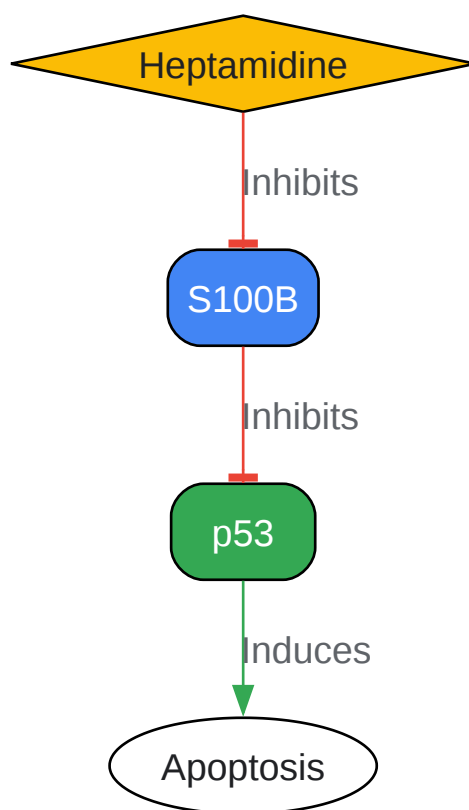 Heptamidine
Inhibits
S100B
Inhibits
p53
Induces
Apoptosis